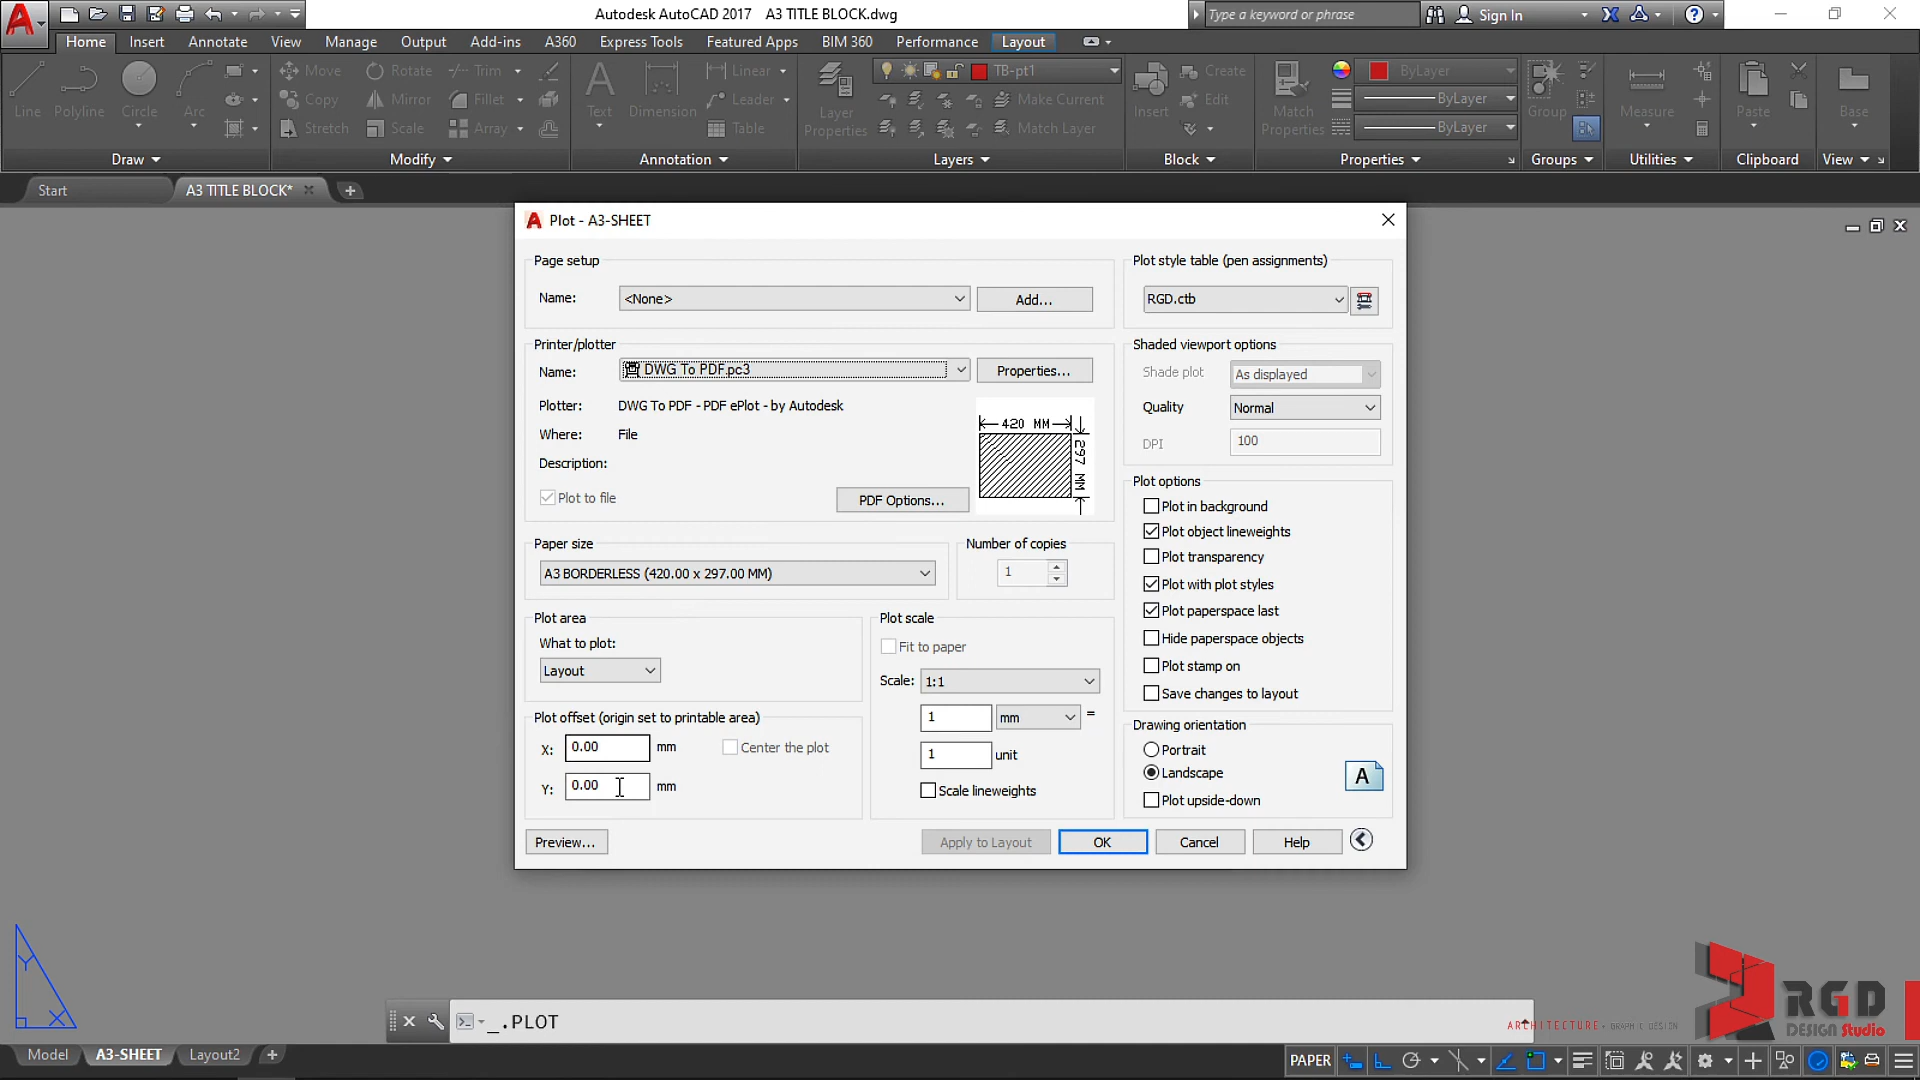 Autodesk AutoCAD 2017 A3 TITLE BLOCK.dwg
Type a keyword or phrase
Sign In
Home Insert Annotate View Manage Output Add-ins A360 Express Tools Featured Apps BIM 360 Performance Layout
Line Polyline Circle Arc
Move Rotate Trim
Copy Mirror Fillet
Stretch Scale Array
Text Dimension
Linear
Leader
Table
Layer Properties
TB-pt1
Make Current
Match Layer
Insert
Create
Edit
Match Properties
ByLayer
ByLayer
ByLayer
Group
Measure
Paste
Base
Draw Modify Annotation Layers Block Properties Groups Utilities Clipboard View
Start A3 TITLE BLOCK*
Plot - A3-SHEET
Page setup
Name: <None> Add...
Printer/plotter
Name: DWG To PDF.pc3 Properties...
Plotter: DWG To PDF - PDF ePlot - by Autodesk
Where: File
Description:
Plot to file
PDF Options...
420 MM
297 MM
Paper size
A3 BORDERLESS (420.00 x 297.00 MM)
Number of copies
1
Plot area
What to plot:
Layout
Plot scale
Fit to paper
Scale: 1:1
1 mm =
1 unit
Scale lineweights
Plot offset (origin set to printable area)
X: 0.00 mm Center the plot
Y: 0.00 mm
Plot style table (pen assignments)
RGD.ctb
Shaded viewport options
Shade plot As displayed
Quality Normal
DPI 100
Plot options
Plot in background
Plot object lineweights
Plot transparency
Plot with plot styles
Plot paperspace last
Hide paperspace objects
Plot stamp on
Save changes to layout
Drawing orientation
Portrait
Landscape
Plot upside-down
A
Preview... Apply to Layout OK Cancel Help
Y
X
_.PLOT
RGD
DESIGN Studio
ARCHITECTURE + GRAPHIC DESIGN
Model A3-SHEET Layout2
PAPER